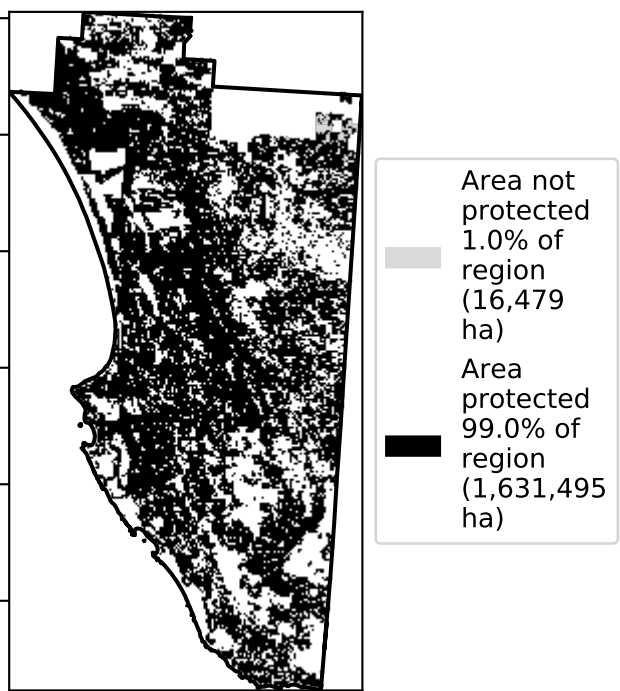 Area not
protected
1.0% of
region
(16,479
ha)
Area
protected
99.0% of
region
(1,631,495
ha)